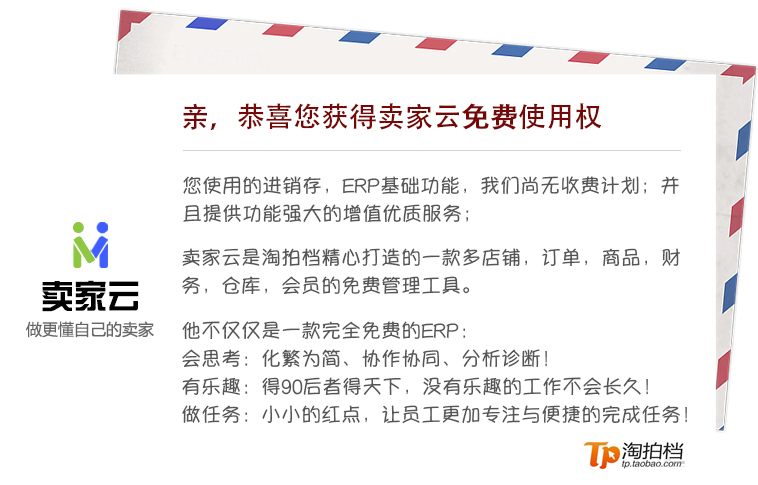 亲，恭喜您获得卖家云免费使用权
您使用的进销存，ERP基础功能，我们尚无收费计划；并
且提供功能强大的增值优质服务；
卖家云是淘拍档精心打造的一款多店铺，订单，商品，财
务，仓库，会员的免费管理工具。
他不仅仅是一款完全免费的ERP：
会思考：化繁为简、协作协同、分析诊断！
有乐趣：得90后者得天下，没有乐趣的工作不会长久！
做任务：小小的红点，让员工更加专注与便捷的完成任务！
卖家云
做更懂自己的卖家
Tp淘拍档
tp.taobao.com